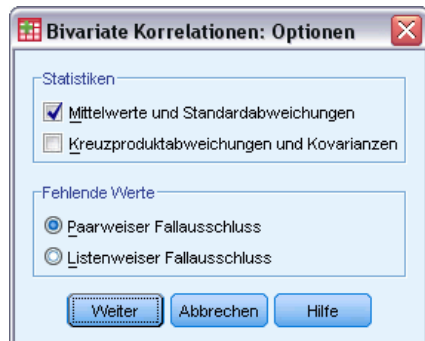 Bivariate Korrelationen: Optionen
Statistiken
Mittelwerte und Standardabweichungen
Kreuzproduktabweichungen und Kovarianzen
Fehlende Werte
Paarweiser Fallausschluss
Listenweiser Fallausschluss
Weiter Abbrechen Hilfe